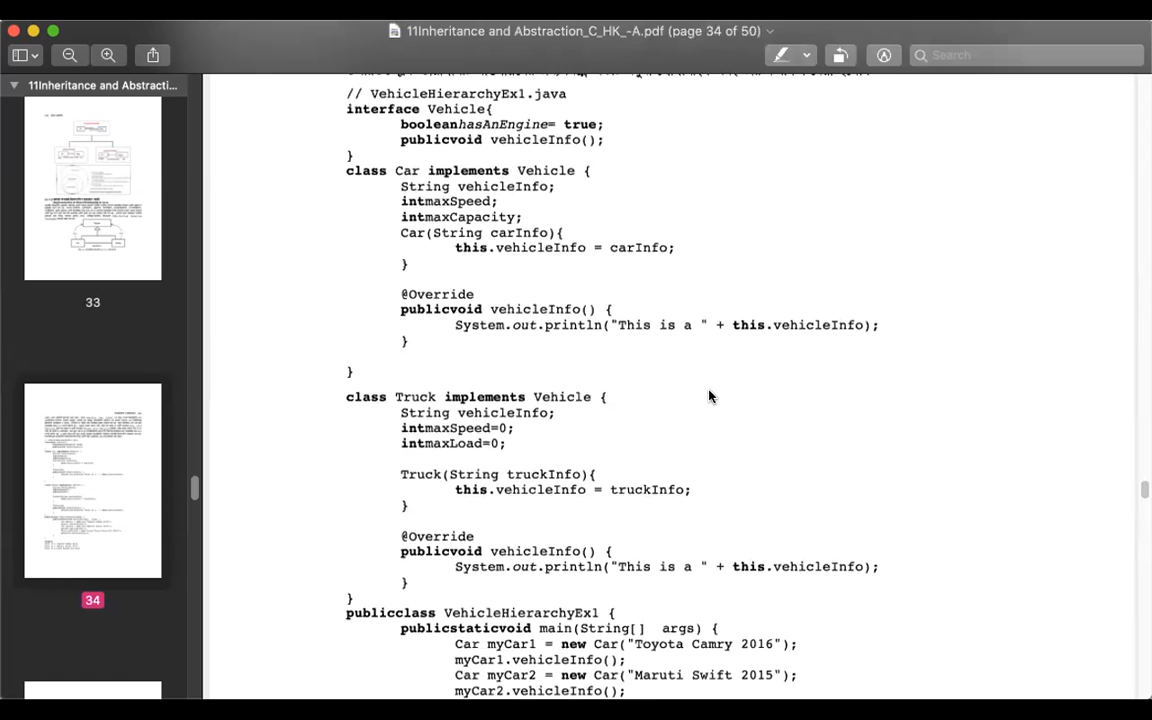 11Inheritance and Abstraction_C_HK_-A.pdf (page 34 of 50)
Search
11Inheritance and Abstracti...
33
34
// VehicleHierarchyEx1.java
interface Vehicle{
booleanhasAnEngine= true;
publicvoid vehicleInfo();
}
class Car implements Vehicle {
String vehicleInfo;
intmaxSpeed;
intmaxCapacity;
Car(String carInfo){
this.vehicleInfo = carInfo;
}
@Override
publicvoid vehicleInfo() {
System.out.println("This is a " + this.vehicleInfo);
}
}
class Truck implements Vehicle {
String vehicleInfo;
intmaxSpeed=0;
intmaxLoad=0;
Truck(String truckInfo){
this.vehicleInfo = truckInfo;
}
@Override
publicvoid vehicleInfo() {
System.out.println("This is a " + this.vehicleInfo);
}
}
publicclass VehicleHierarchyEx1 {
publicstaticvoid main(String[] args) {
Car myCar1 = new Car("Toyota Camry 2016");
myCar1.vehicleInfo();
Car myCar2 = new Car("Maruti Swift 2015");
myCar2.vehicleInfo();